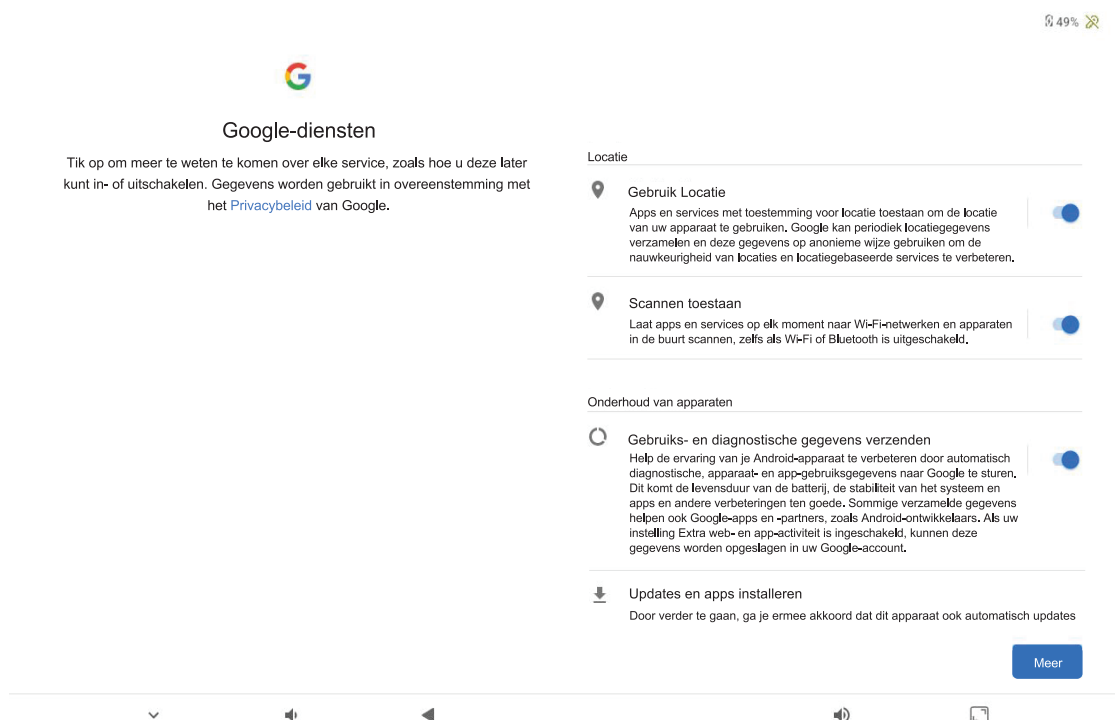 49%
Google-diensten
Tik op om meer te weten te komen over elke service, zoals hoe u deze later
kunt in- of uitschakelen. Gegevens worden gebruikt in overeenstemming met
het Privacybeleid van Google.
Locatie
Gebruik Locatie
Apps en services met toestemming voor locatie toestaan om de locatie
van uw apparaat te gebruiken. Google kan periodiek locatiegegevens
verzamelen en deze gegevens op anonieme wijze gebruiken om de
nauwkeurigheid van locaties en locatiegebaseerde services te verbeteren.
Scannen toestaan
Laat apps en services op elk moment naar Wi-Fi-netwerken en apparaten
in de buurt scannen, zelfs als Wi-Fi of Bluetooth is uitgeschakeld.
Onderhoud van apparaten
Gebruiks- en diagnostische gegevens verzenden
Help de ervaring van je Android-apparaat te verbeteren door automatisch
diagnostische, apparaat- en app-gebruiksgegevens naar Google te sturen.
Dit komt de levensduur van de batterij, de stabiliteit van het systeem en
apps en andere verbeteringen ten goede. Sommige verzamelde gegevens
helpen ook Google-apps en -partners, zoals Android-ontwikkelaars. Als uw
instelling Extra web- en app-activiteit is ingeschakeld, kunnen deze
gegevens worden opgeslagen in uw Google-account.
Updates en apps installeren
Door verder te gaan, ga je ermee akkoord dat dit apparaat ook automatisch updates
Meer